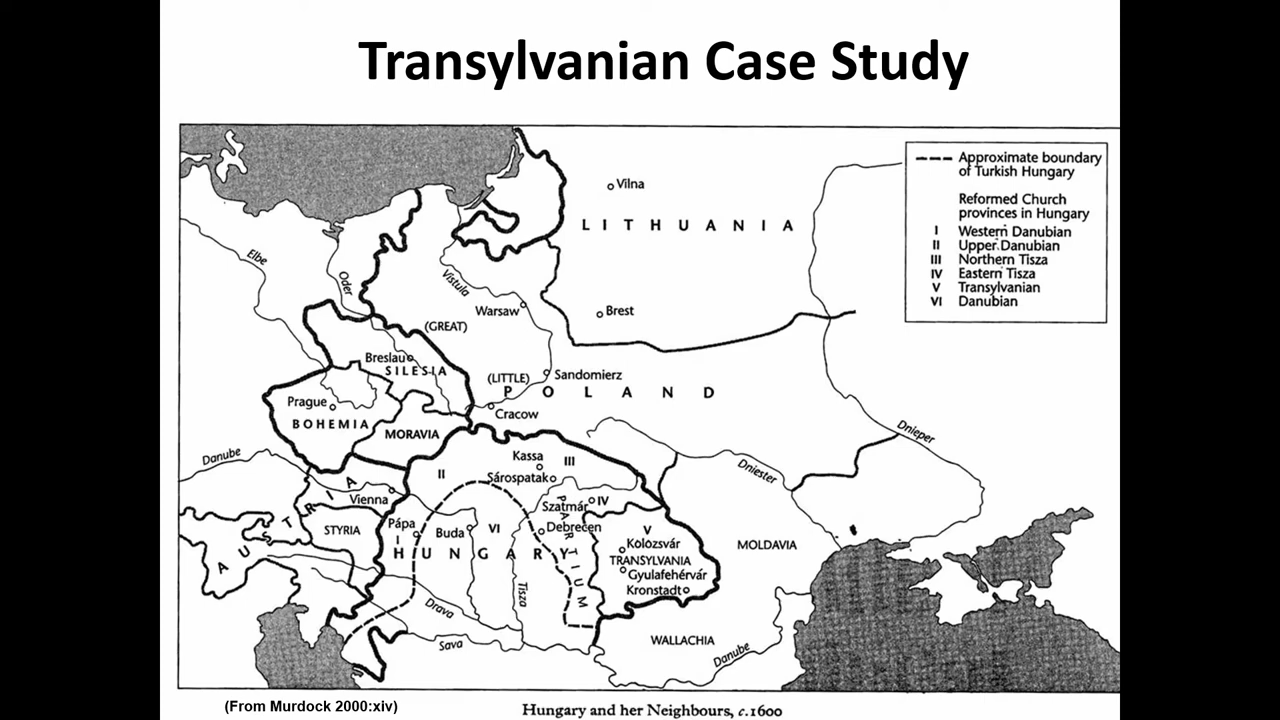 Transylvanian Case Study
Approximate boundary
of Turkish Hungary
Reformed Church
provinces in Hungary
I Western Danubian
II Upper Danubian
III Northern Tisza
IV Eastern Tisza
V Transylvanian
VI Danubian
Vilna
LITHUANIA
Elbe
Oder
Vistula
Warsaw
Brest
(GREAT)
Breslau
SILESIA
(LITTLE)
Sandomierz
POLAND
Prague
Cracow
BOHEMIA
MORAVIA
Dnieper
Danube
Kassa
III
II
Sárospatak
Dniester
AUSTRIA
Vienna
Szatmár
IV
PARTIUM
STYRIA
Pápa
I
Buda
VI
Debrecen
V
Kolozsvár
HUNGARY
TRANSYLVANIA
MOLDAVIA
Gyulafehérvár
Kronstadt
Tisza
Drava
Sava
WALLACHIA
Danube
(From Murdock 2000:xiv)
Hungary and her Neighbours, c.1600